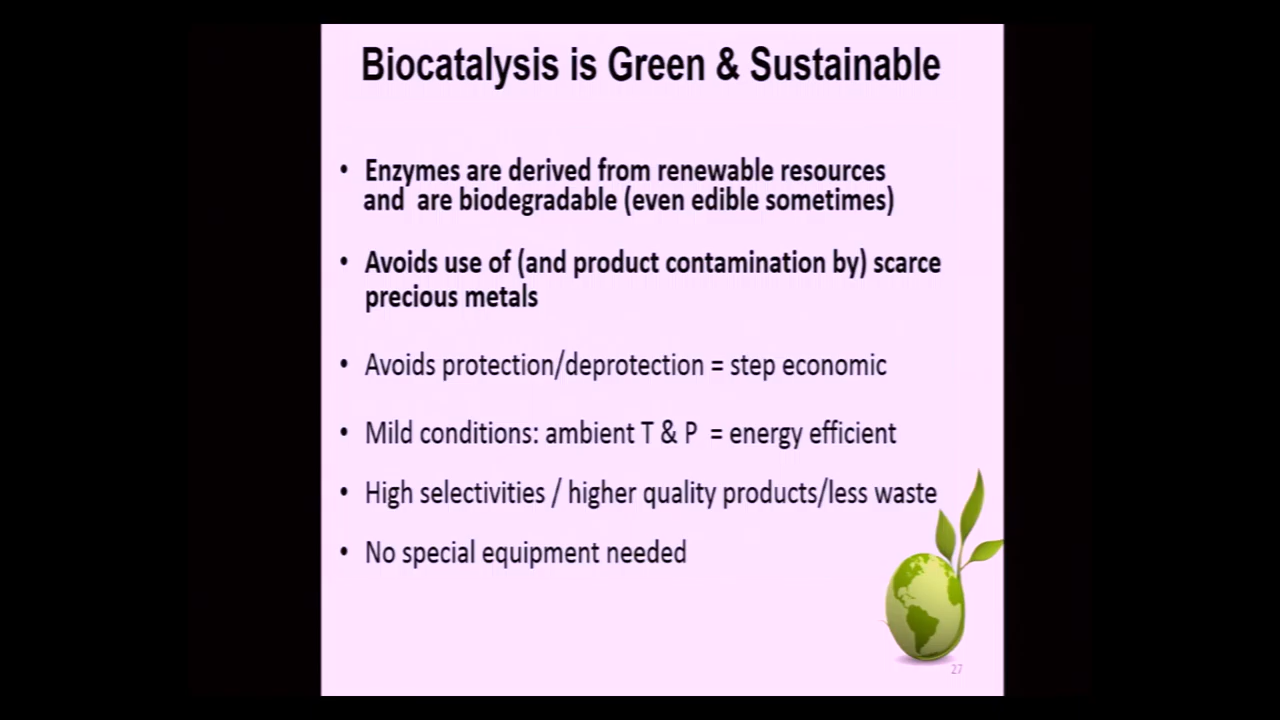 Biocatalysis is Green & Sustainable
• Enzymes are derived from renewable resources
and are biodegradable (even edible sometimes)
• Avoids use of (and product contamination by) scarce
precious metals
• Avoids protection/deprotection = step economic
• Mild conditions: ambient T & P = energy efficient
• High selectivities / higher quality products/less waste
• No special equipment needed
27